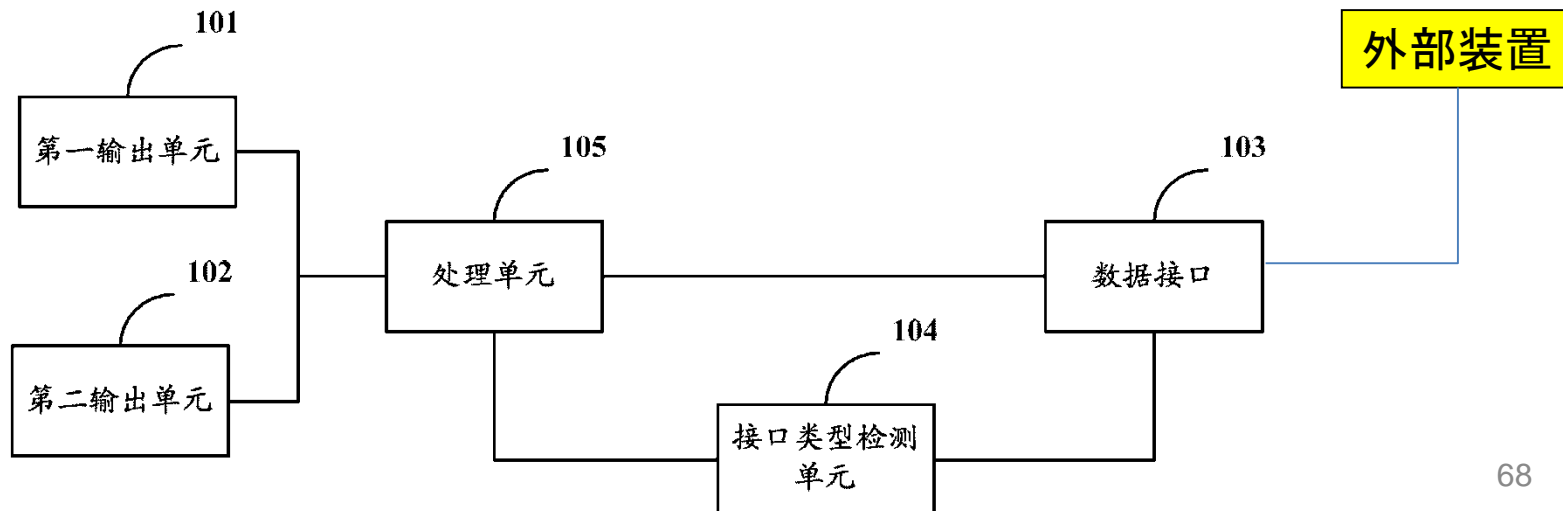 101
外部装置
第一输出单元
105
103
102
处理单元
数据接口
104
第二输出单元
接口类型检测
单元
68